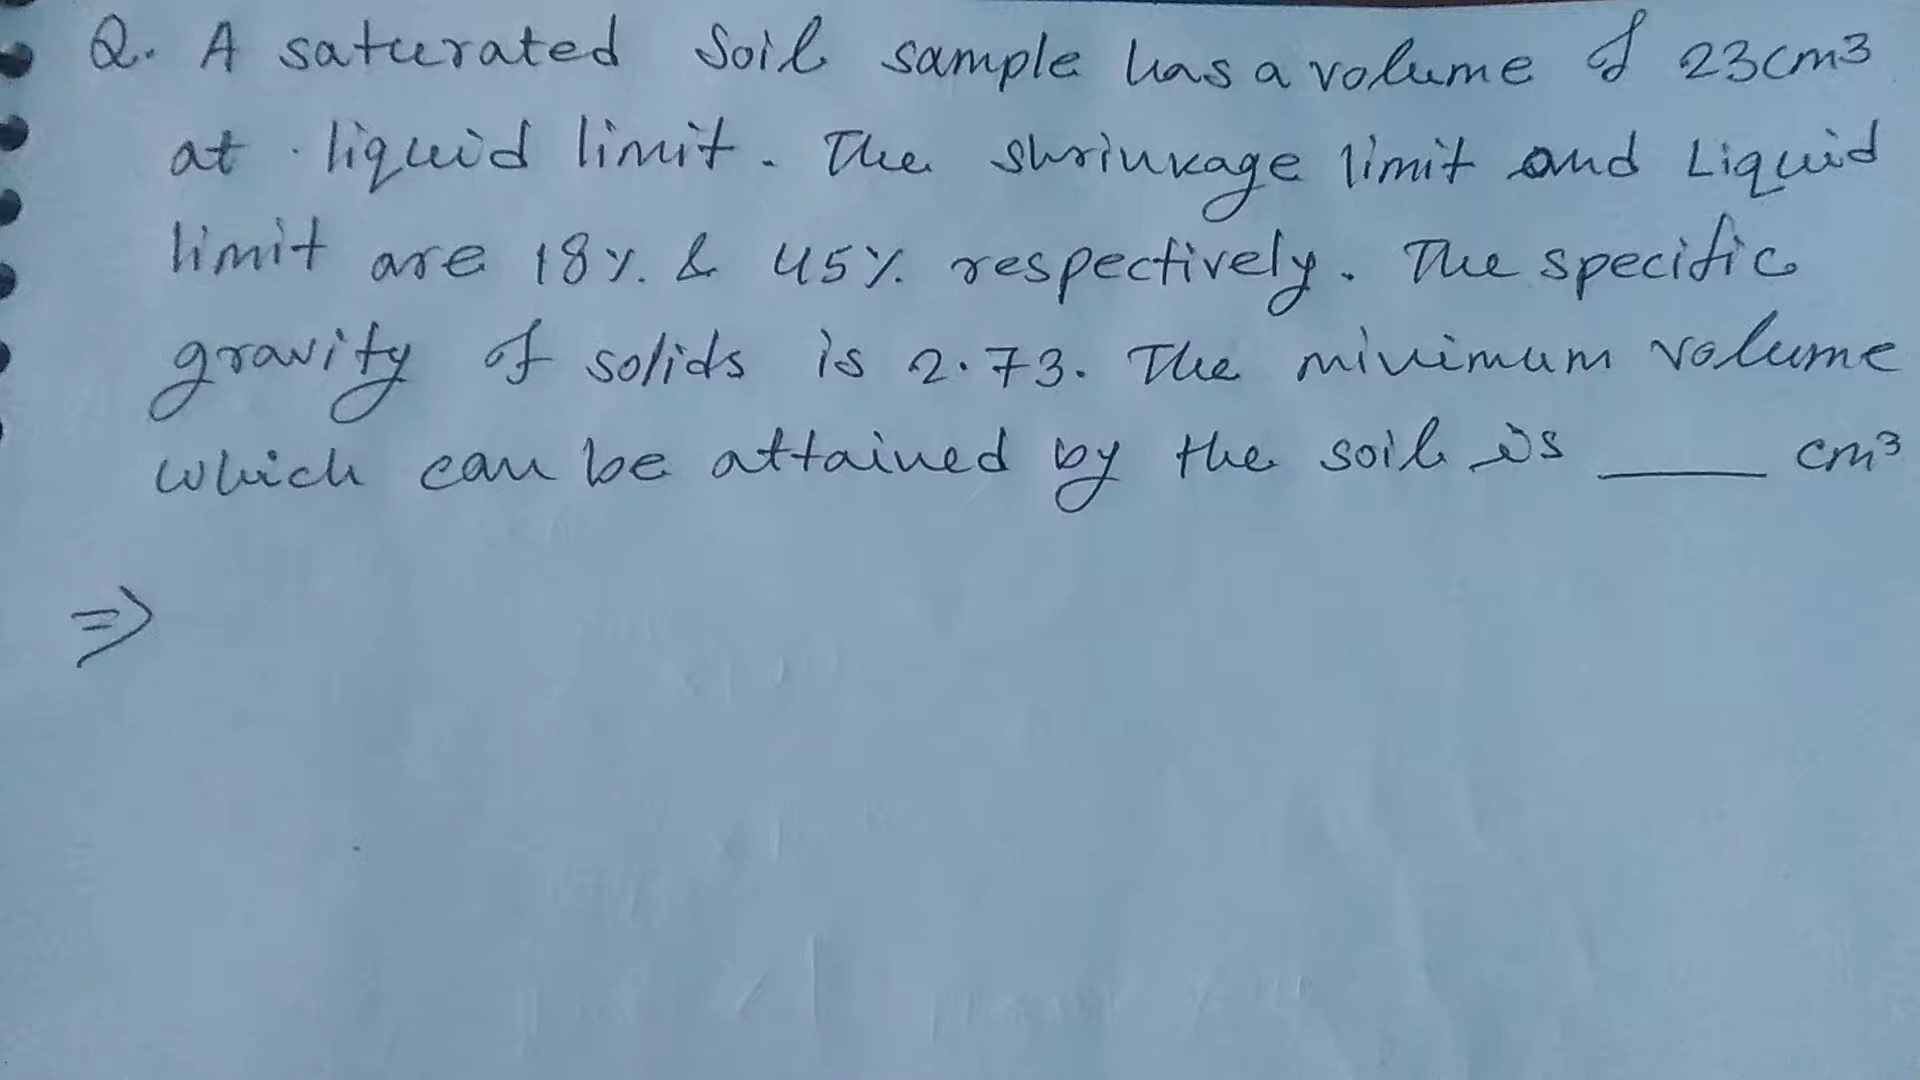 Q. A saturated soil sample has a volume of 23cm3
at liquid limit. The shrinkage limit and Liquid
limit are 18%. & 45%. respectively. The specific
gravity of solids is 2.73. The minimum volume
which can be attained by the soil is ____ cm3
⇒